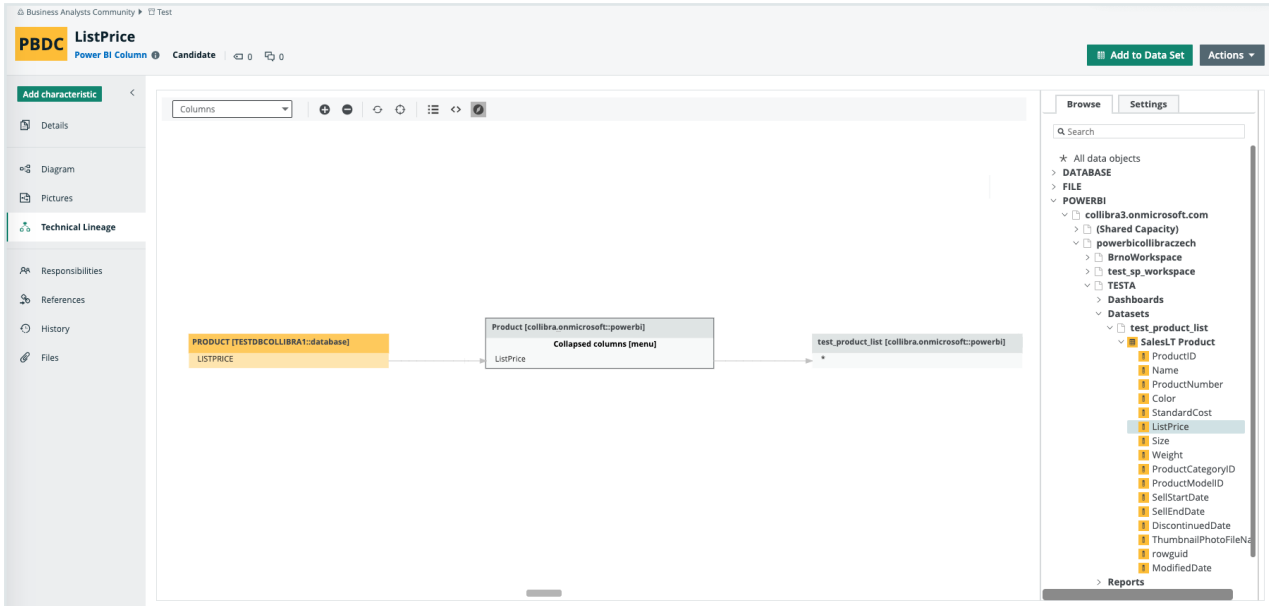 Business Analysts Community Test
PBDC
ListPrice
Power BI Column Candidate 0 0
Add to Data Set
Actions
Add characteristic
Details
Diagram
Pictures
Technical Lineage
Responsibilities
References
History
Files
Columns
PRODUCT [TESTDBCOLLIBRA1::database]
LISTPRICE
Product [collibra.onmicrosoft::powerbi]
Collapsed columns [menu]
ListPrice
test_product_list [collibra.onmicrosoft::powerbi]
*
Browse Settings
Search
All data objects
DATABASE
FILE
POWERBI
collibra3.onmicrosoft.com
(Shared Capacity)
powerbicollibraczech
BrnoWorkspace
test_sp_workspace
TESTA
Dashboards
Datasets
test_product_list
SalesLT Product
ProductID
Name
ProductNumber
Color
StandardCost
ListPrice
Size
Weight
ProductCategoryID
ProductModelID
SellStartDate
SellEndDate
DiscontinuedDate
ThumbnailPhotoFileNa
rowguid
ModifiedDate
Reports